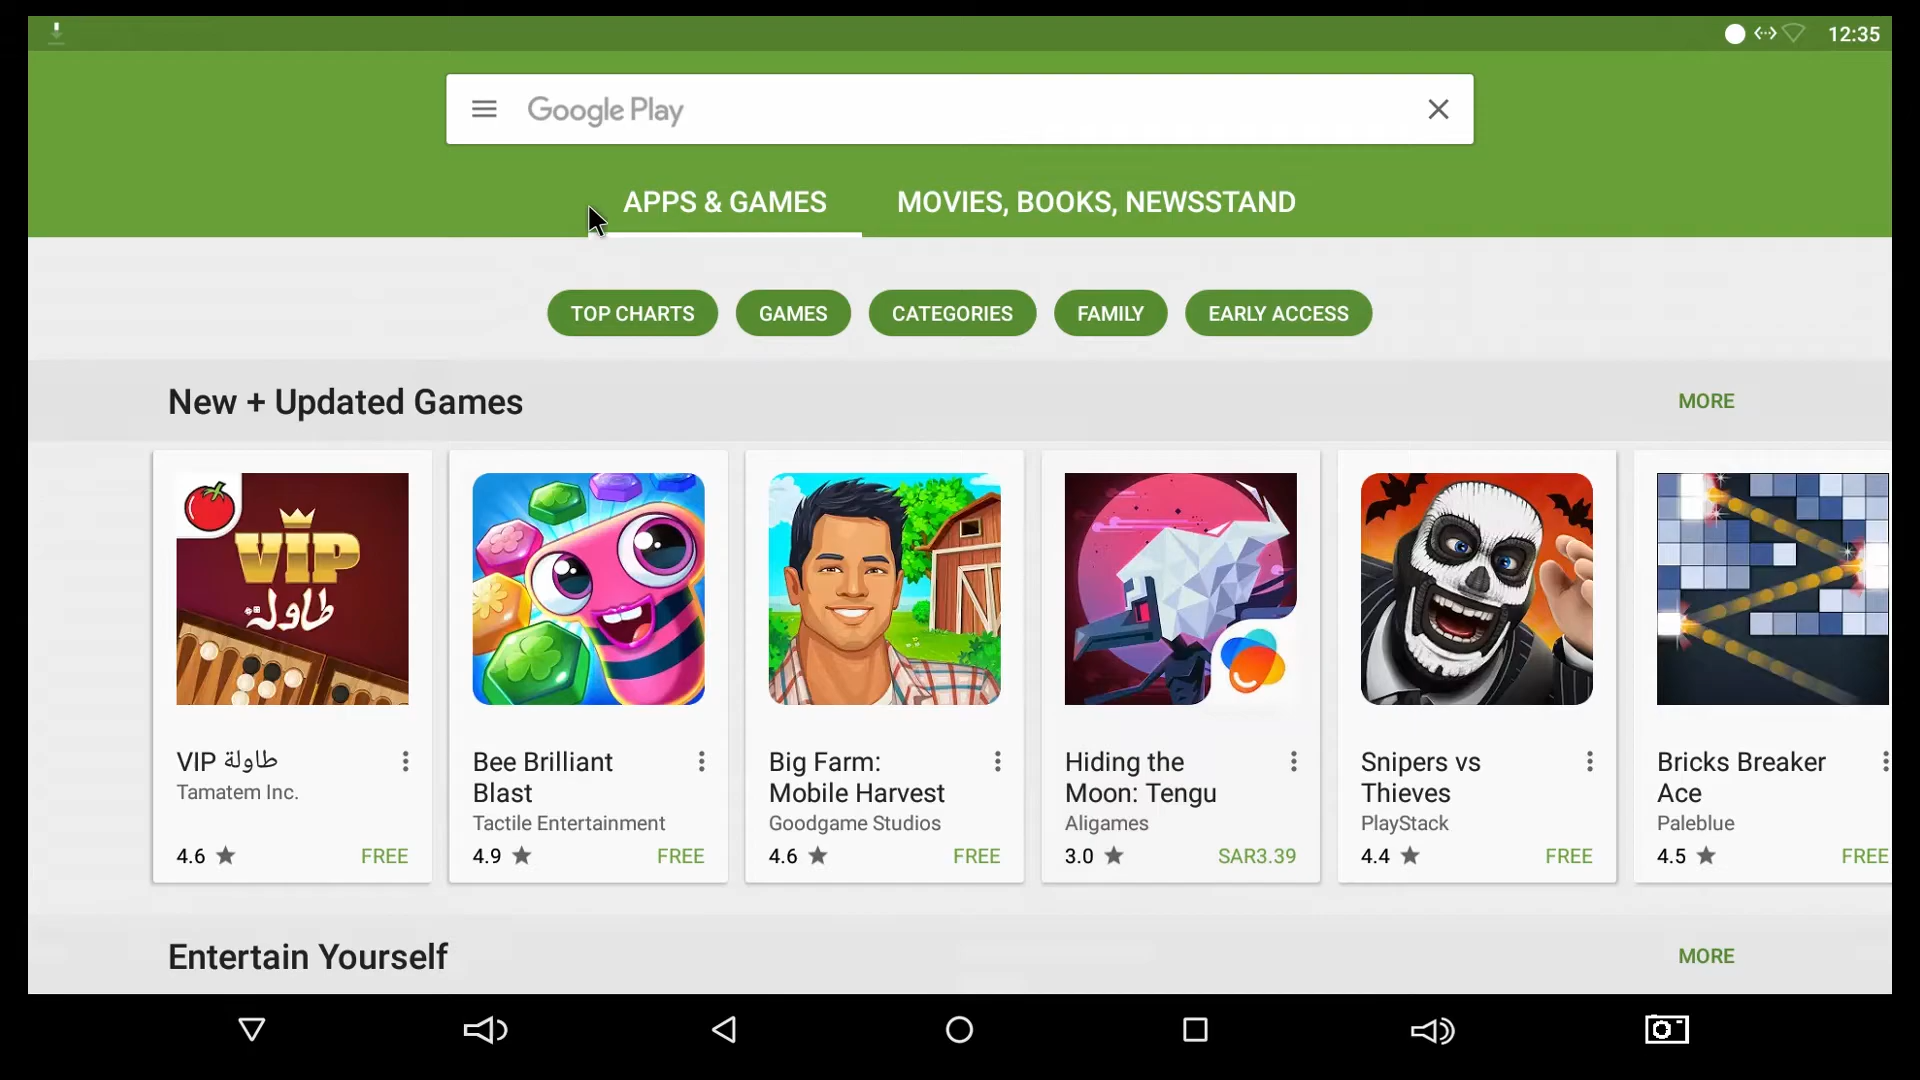 12:35
Google Play
APPS & GAMES
MOVIES, BOOKS, NEWSSTAND
TOP CHARTS
GAMES
CATEGORIES
FAMILY
EARLY ACCESS
New + Updated Games
MORE
VIP
طاولة
VIP طاولة
Tamatem Inc.
4.6
FREE
Bee Brilliant
Blast
Tactile Entertainment
4.9
FREE
Big Farm:
Mobile Harvest
Goodgame Studios
4.6
FREE
Hiding the
Moon: Tengu
Aligames
3.0
SAR3.39
Snipers vs
Thieves
PlayStack
4.4
FREE
Bricks Breaker
Ace
Paleblue
4.5
FREE
Entertain Yourself
MORE